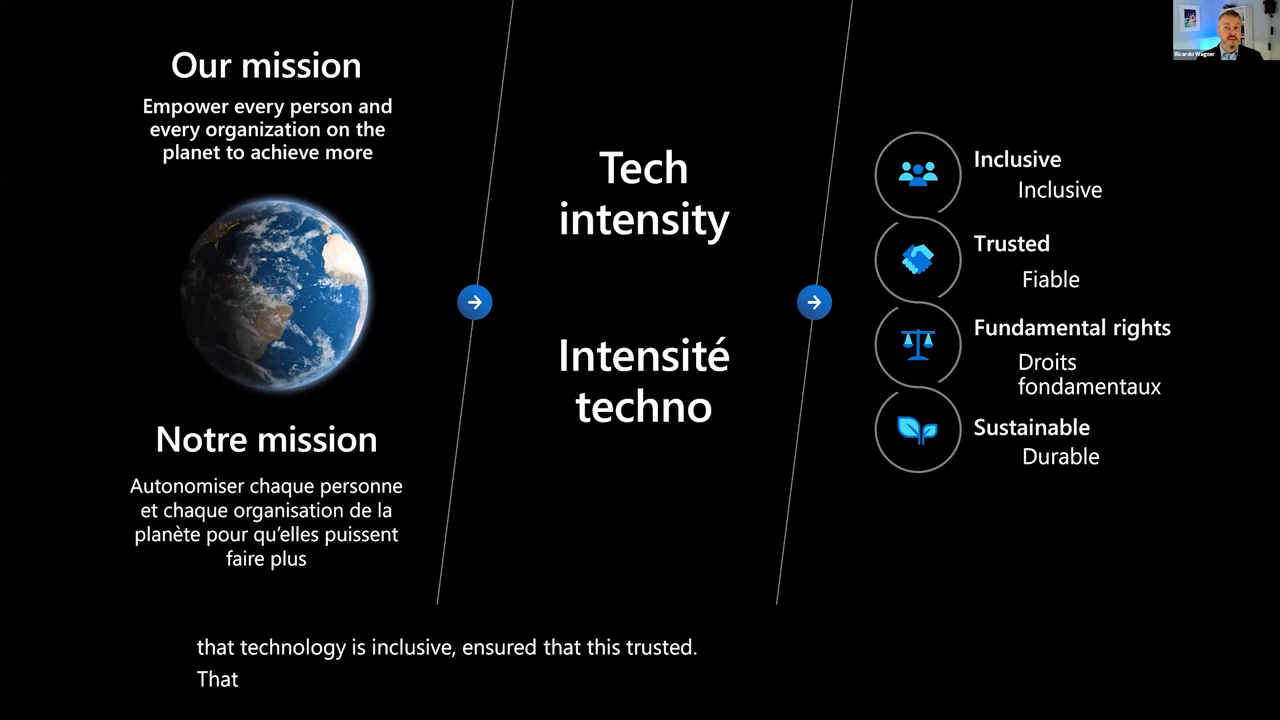 Our mission
Empower every person and
every organization on the
planet to achieve more
Notre mission
Autonomiser chaque personne
et chaque organisation de la
planète pour qu'elles puissent
faire plus
Tech
intensity
Intensité
techno
Inclusive
Inclusive
Trusted
Fiable
Fundamental rights
Droits
fondamentaux
Sustainable
Durable
Ricardo Wagner
that technology is inclusive, ensured that this trusted.
That